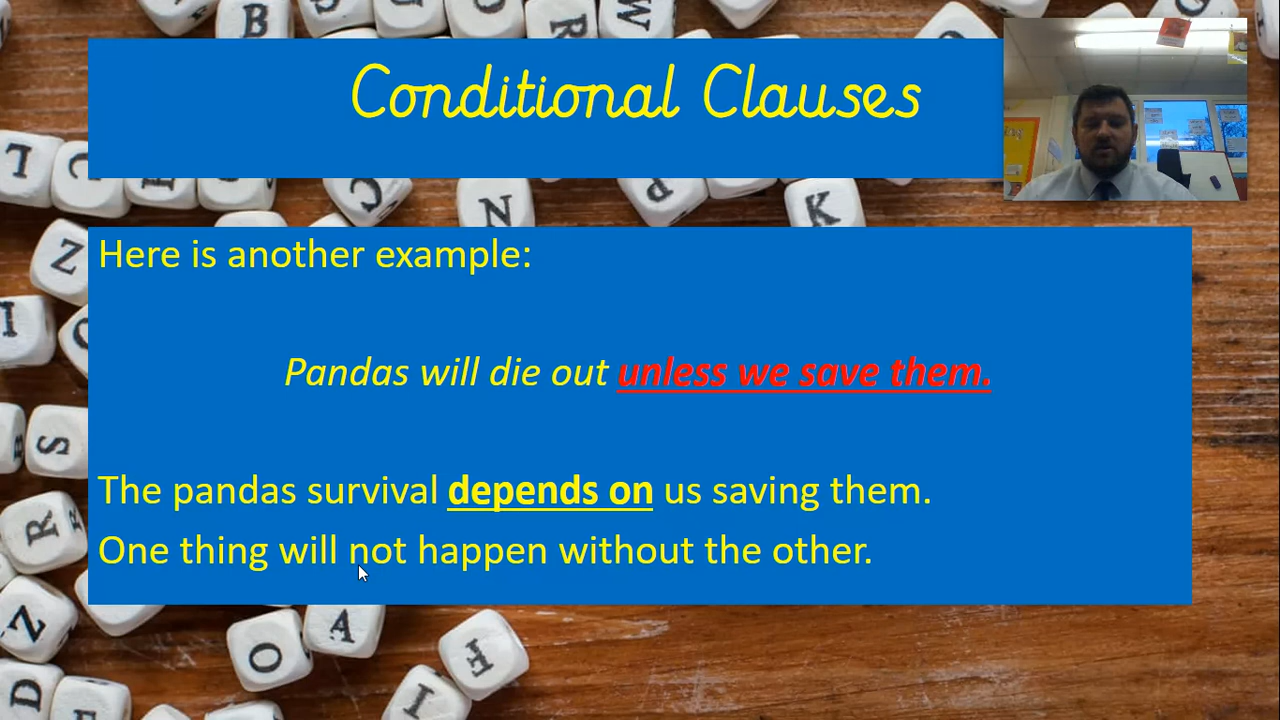 Conditional Clauses
Here is another example:
Pandas will die out unless we save them.
The pandas survival depends on us saving them.
One thing will not happen without the other.